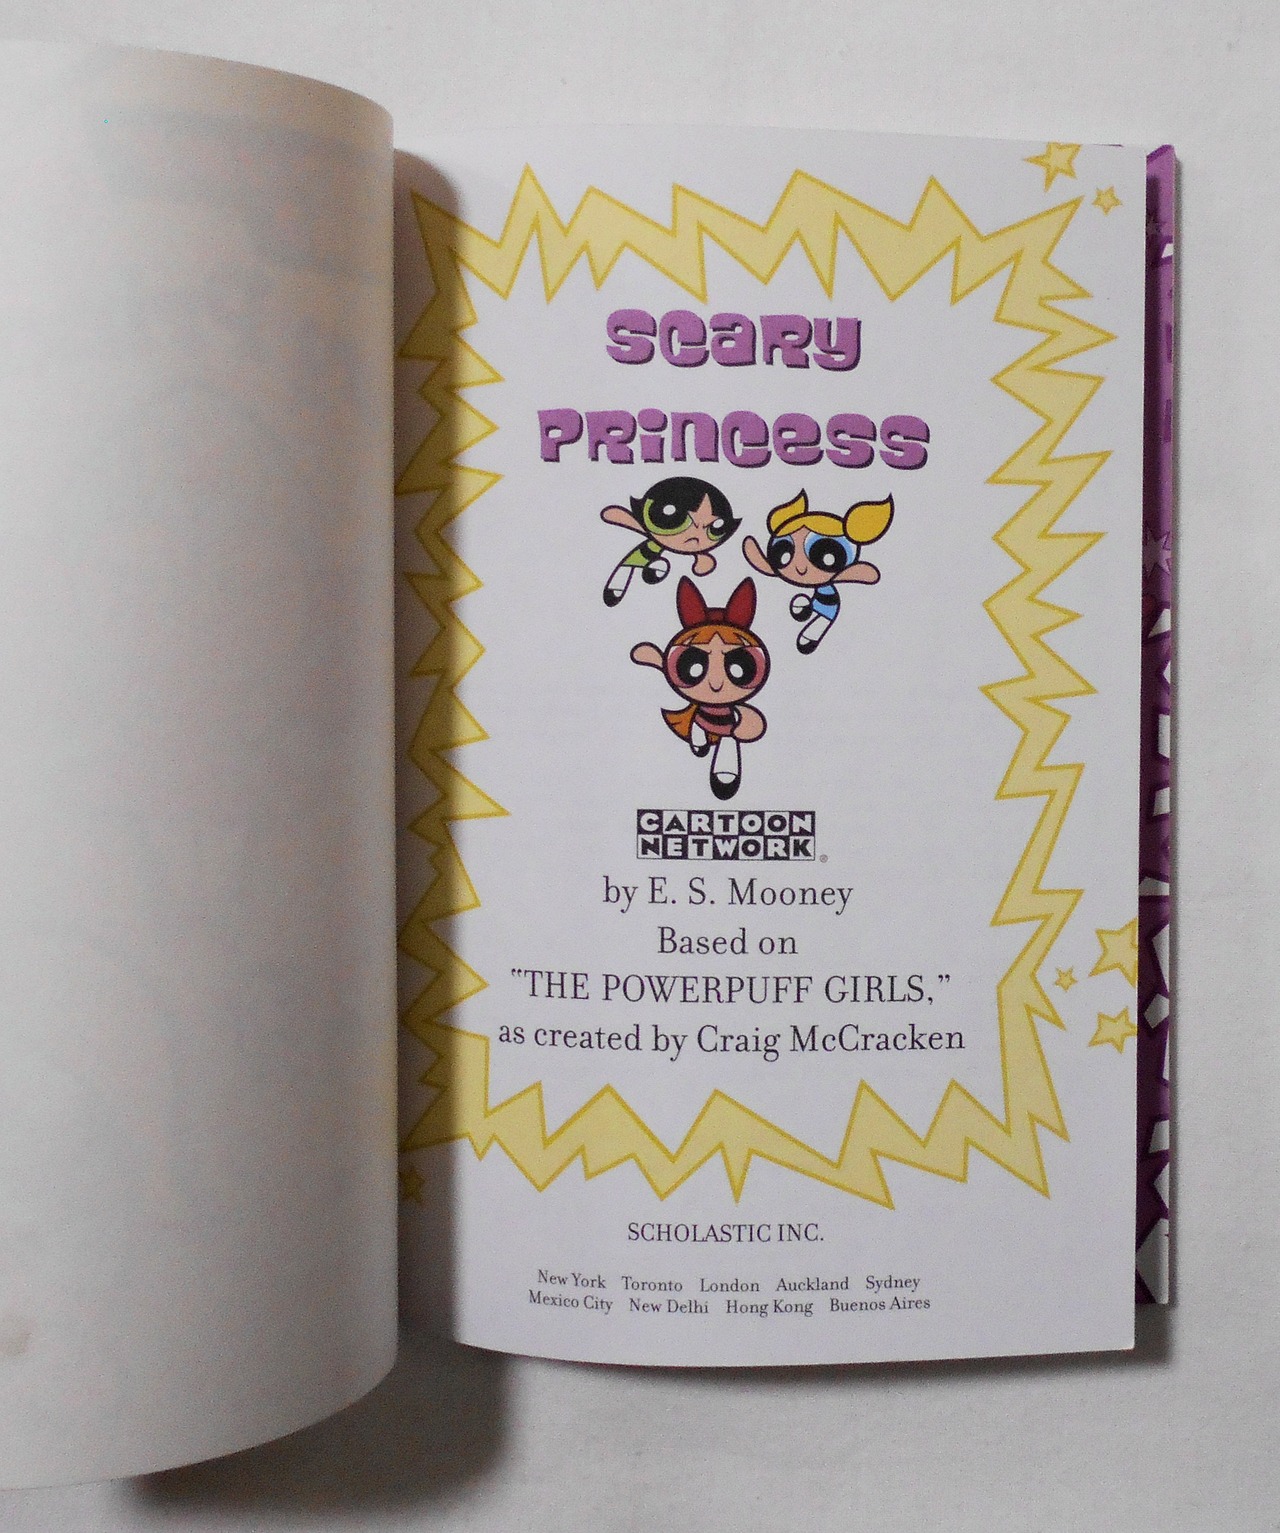 Scary
Princess
CARTOON
NETWORK®
by E. S. Mooney
Based on
"THE POWERPUFF GIRLS,"
as created by Craig McCracken
SCHOLASTIC INC.
New York Toronto London Auckland Sydney
Mexico City New Delhi Hong Kong Buenos Aires